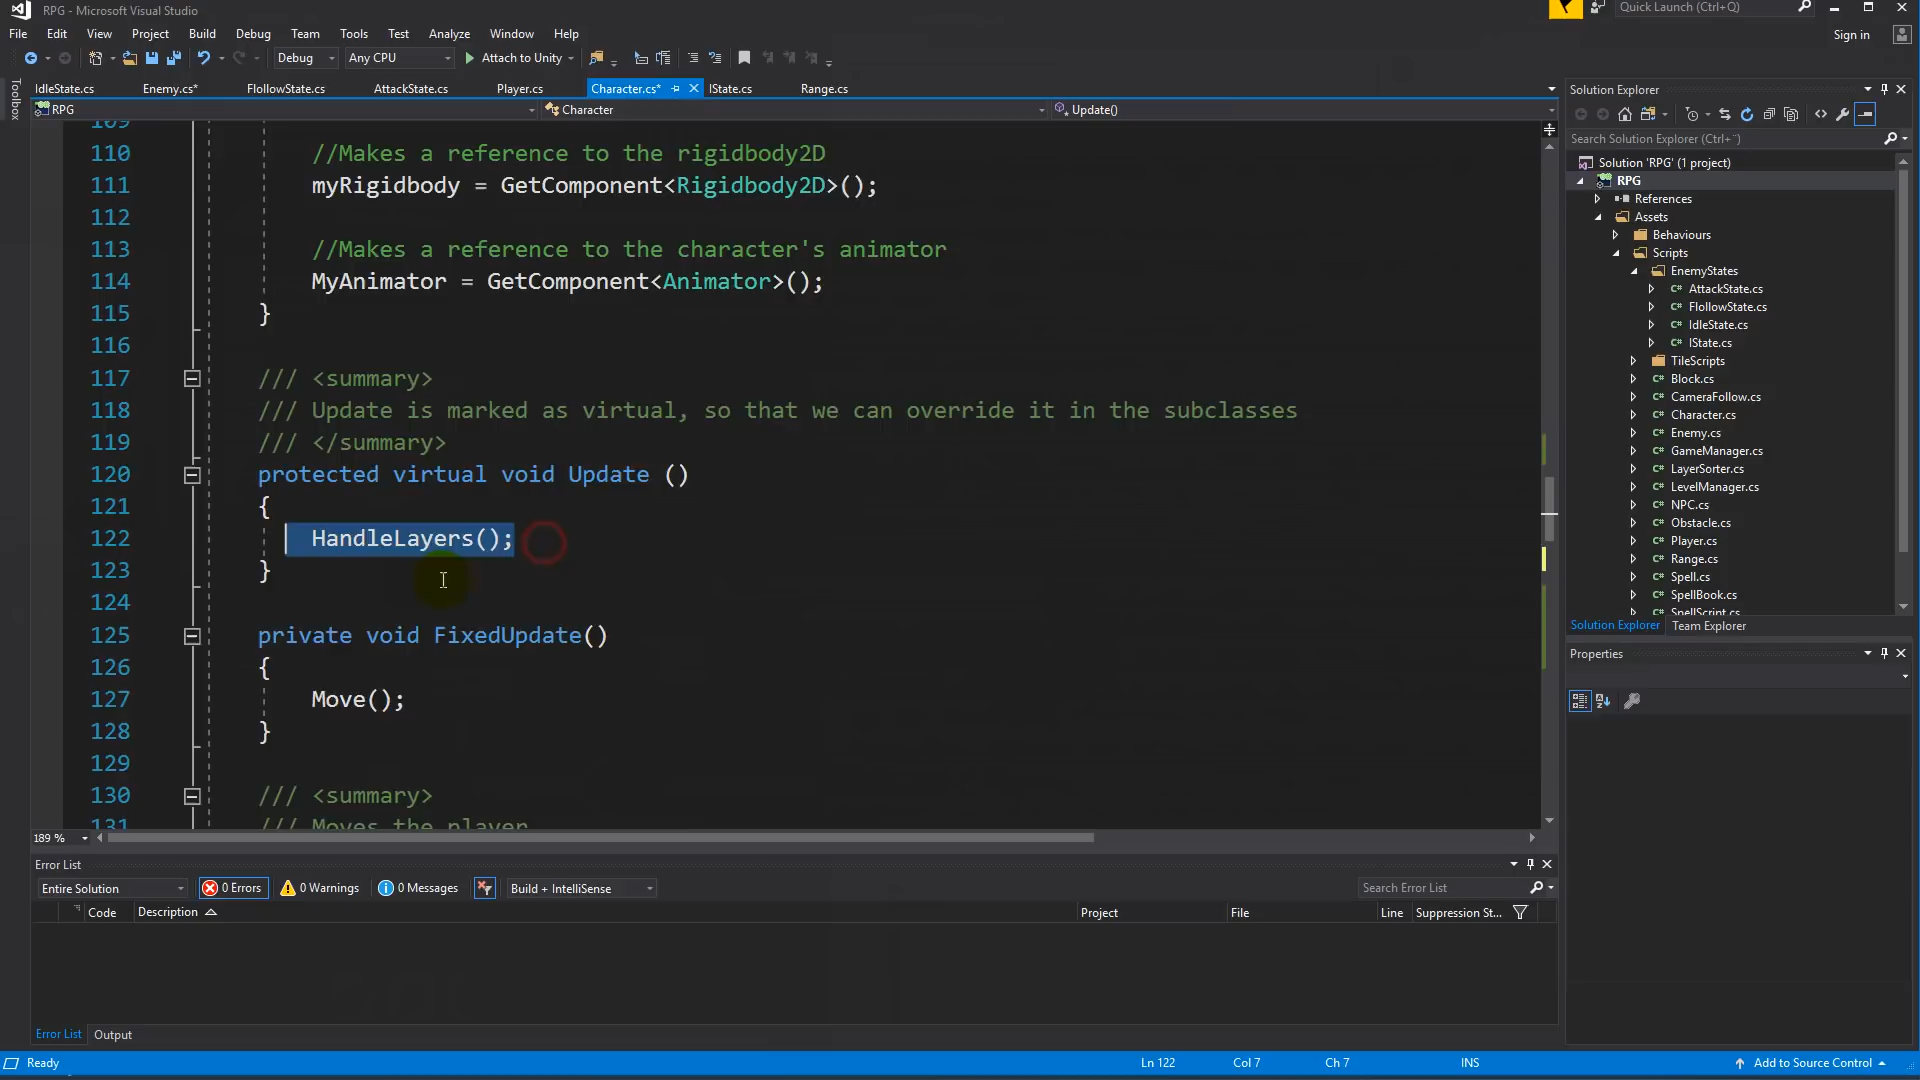 RPG - Microsoft Visual Studio
Quick Launch (Ctrl+Q)
File Edit View Project Build Debug Team Tools Test Analyze Window Help
Sign in
Debug Any CPU Attach to Unity
Toolbox
IdleState.cs Enemy.cs* FlollowState.cs AttackState.cs Player.cs Character.cs* IState.cs Range.cs
RPG Character Update()
109
110 //Makes a reference to the rigidbody2D
111 myRigidbody = GetComponent<Rigidbody2D>();
112
113 //Makes a reference to the character's animator
114 MyAnimator = GetComponent<Animator>();
115 }
116
117 /// <summary>
118 /// Update is marked as virtual, so that we can override it in the subclasses
119 /// </summary>
120 protected virtual void Update ()
121 {
122 HandleLayers();
123 }
124
125 private void FixedUpdate()
126 {
127 Move();
128 }
129
130 /// <summary>
131 /// Moves the player
189 %
Solution Explorer
Search Solution Explorer (Ctrl+¨)
Solution 'RPG' (1 project)
RPG
References
Assets
Behaviours
Scripts
EnemyStates
C# AttackState.cs
C# FlollowState.cs
C# IdleState.cs
C# IState.cs
TileScripts
C# Block.cs
C# CameraFollow.cs
C# Character.cs
C# Enemy.cs
C# GameManager.cs
C# LayerSorter.cs
C# LevelManager.cs
C# NPC.cs
C# Obstacle.cs
C# Player.cs
C# Range.cs
C# Spell.cs
C# SpellBook.cs
C# SpellScript.cs
Solution Explorer Team Explorer
Properties
Error List
Entire Solution 0 Errors 0 Warnings 0 Messages Build + IntelliSense Search Error List
Code Description Project File Line Suppression St...
Error List Output
Ready Ln 122 Col 7 Ch 7 INS Add to Source Control